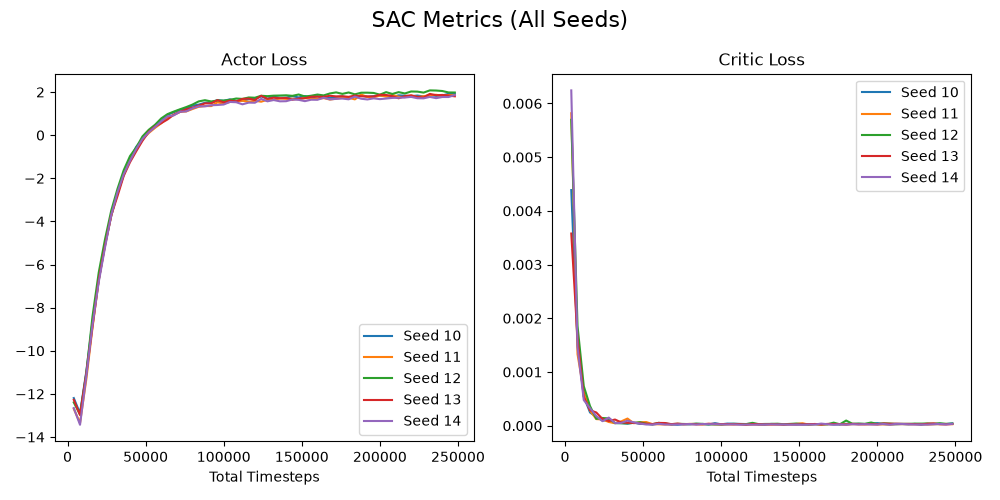 SAC Metrics (All Seeds)
Actor Loss
2
0
−2
−4
−6
−8
−10
−12
−14
0 50000 100000 150000 200000 250000
Total Timesteps
Seed 10
Seed 11
Seed 12
Seed 13
Seed 14
Critic Loss
0.006
0.005
0.004
0.003
0.002
0.001
0.000
0 50000 100000 150000 200000 250000
Total Timesteps
Seed 10
Seed 11
Seed 12
Seed 13
Seed 14